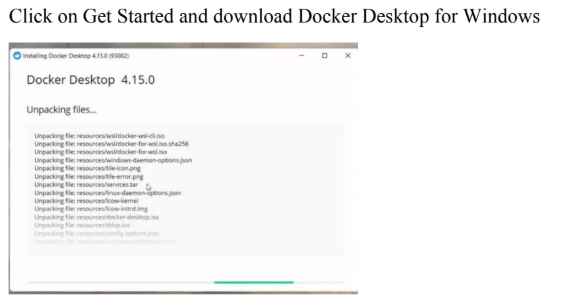 Click on Get Started and download Docker Desktop for Windows
Installing Docker Desktop 4.15.0 (93002)
Docker Desktop 4.15.0
Unpacking files...
Unpacking file: resources/wsl/docker-wsl-cli.iso
Unpacking file: resources/wsl/docker-for-wsl.iso.sha256
Unpacking file: resources/wsl/docker-for-wsl.iso
Unpacking file: resources/windows-daemon-options.json
Unpacking file: resources/tile-icon.png
Unpacking file: resources/tile-error.png
Unpacking file: resources/services.tar
Unpacking file: resources/linux-daemon-options.json
Unpacking file: resources/lcow-kernel
Unpacking file: resources/lcow-initrd.img
Unpacking file: resources/docker-desktop.iso
Unpacking file: resources/ddvp.ico
Unpacking file: resources/config-options.json